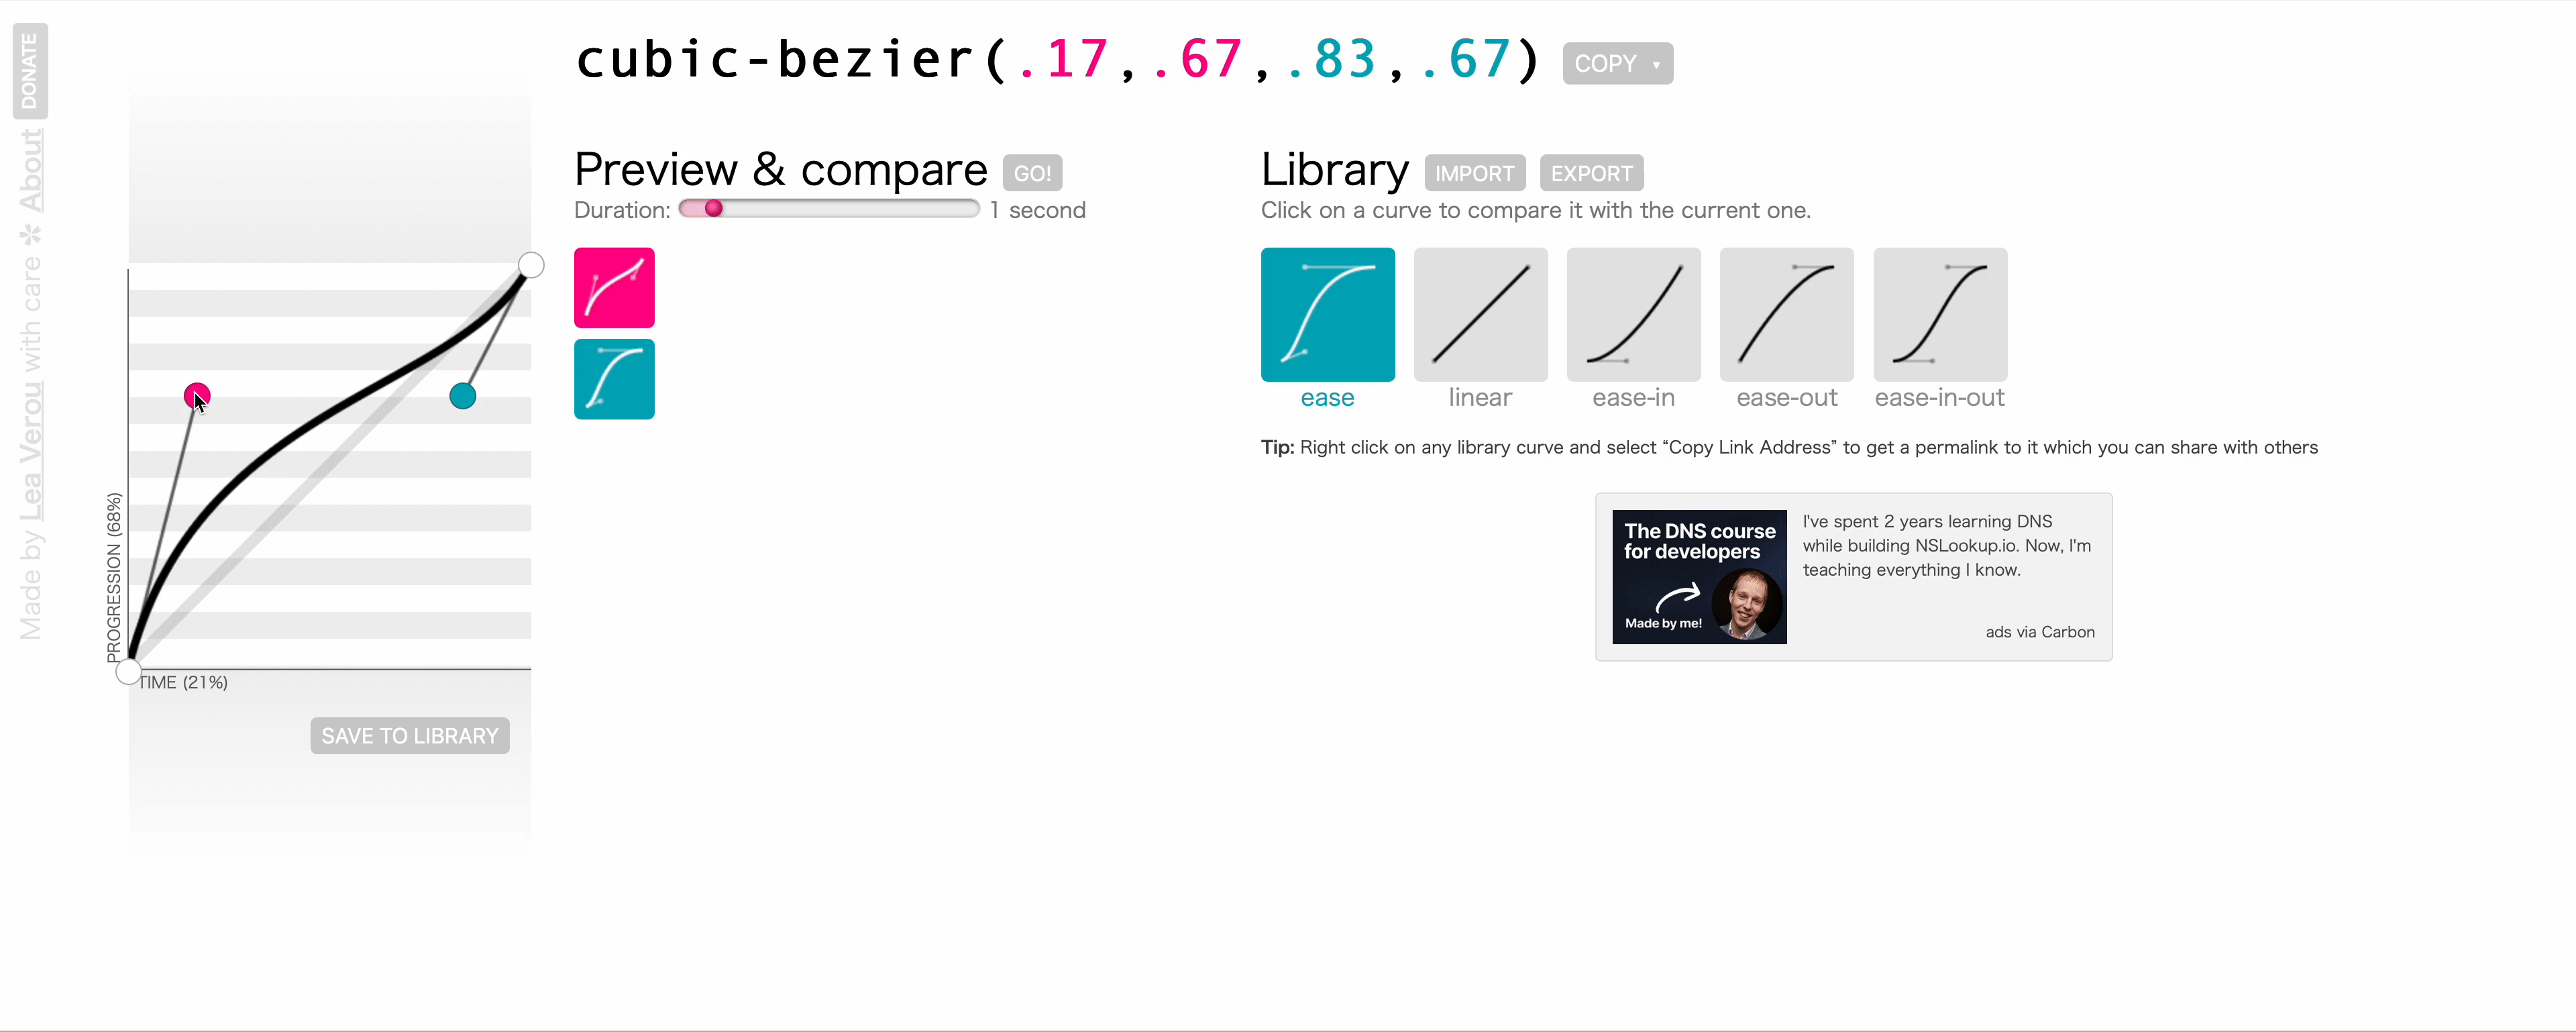 DONATE
Made by Lea Verou with care ✲ About
cubic-bezier(.17,.67,.83,.67)
COPY ▾
Preview & compare
GO!
Duration:
1 second
Library
IMPORT
EXPORT
Click on a curve to compare it with the current one.
ease
linear
ease-in
ease-out
ease-in-out
Tip: Right click on any library curve and select “Copy Link Address” to get a permalink to it which you can share with others
The DNS course
for developers
Made by me!
I've spent 2 years learning DNS
while building NSLookup.io. Now, I'm
teaching everything I know.
ads via Carbon
PROGRESSION (68%)
TIME (21%)
SAVE TO LIBRARY